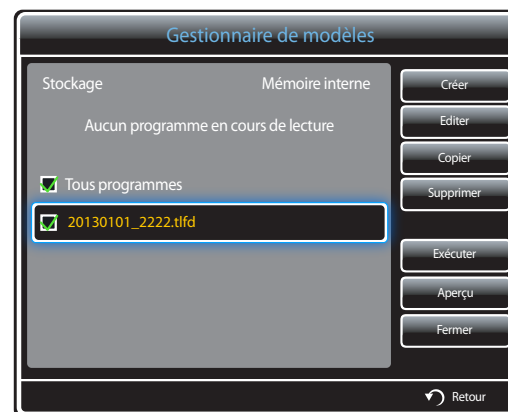 Gestionnaire de modèles
Stockage Mémoire interne
Aucun programme en cours de lecture
Tous programmes
20130101_2222.tlfd
Créer
Editer
Copier
Supprimer
Exécuter
Aperçu
Fermer
Retour